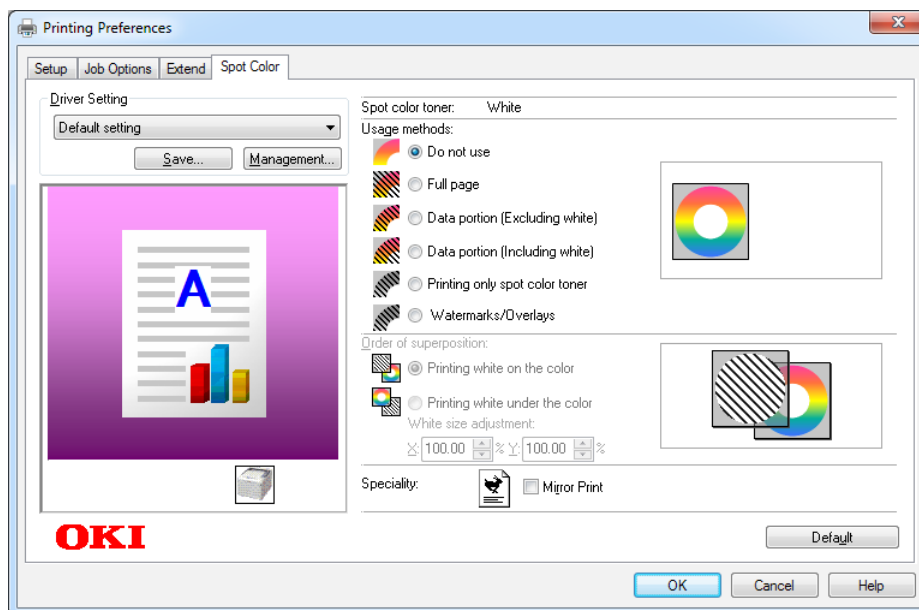 Printing Preferences
Setup Job Options Extend Spot Color
Driver Setting
Default setting
Save... Management...
A
OKI
Spot color toner: White
Usage methods:
Do not use
Full page
Data portion (Excluding white)
Data portion (Including white)
Printing only spot color toner
Watermarks/Overlays
Order of superposition:
Printing white on the color
Printing white under the color
White size adjustment:
X: 100.00 % Y: 100.00 %
Speciality: Mirror Print
Default
OK Cancel Help